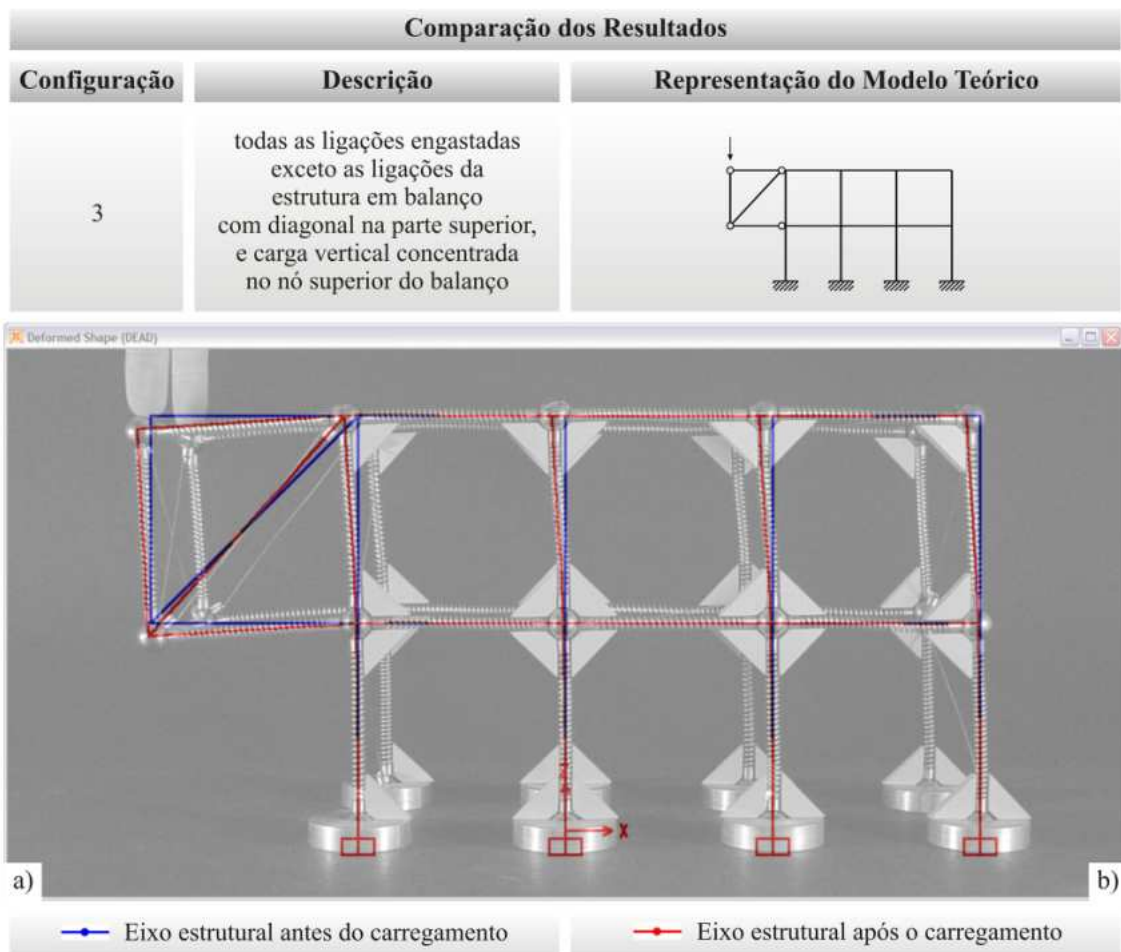 Comparação dos Resultados
Configuração
Descrição
Representação do Modelo Teórico
3
todas as ligações engastadas
exceto as ligações da
estrutura em balanço
com diagonal na parte superior,
e carga vertical concentrada
no nó superior do balanço
Deformed Shape (DEAD)
X
a)
b)
Eixo estrutural antes do carregamento
Eixo estrutural após o carregamento